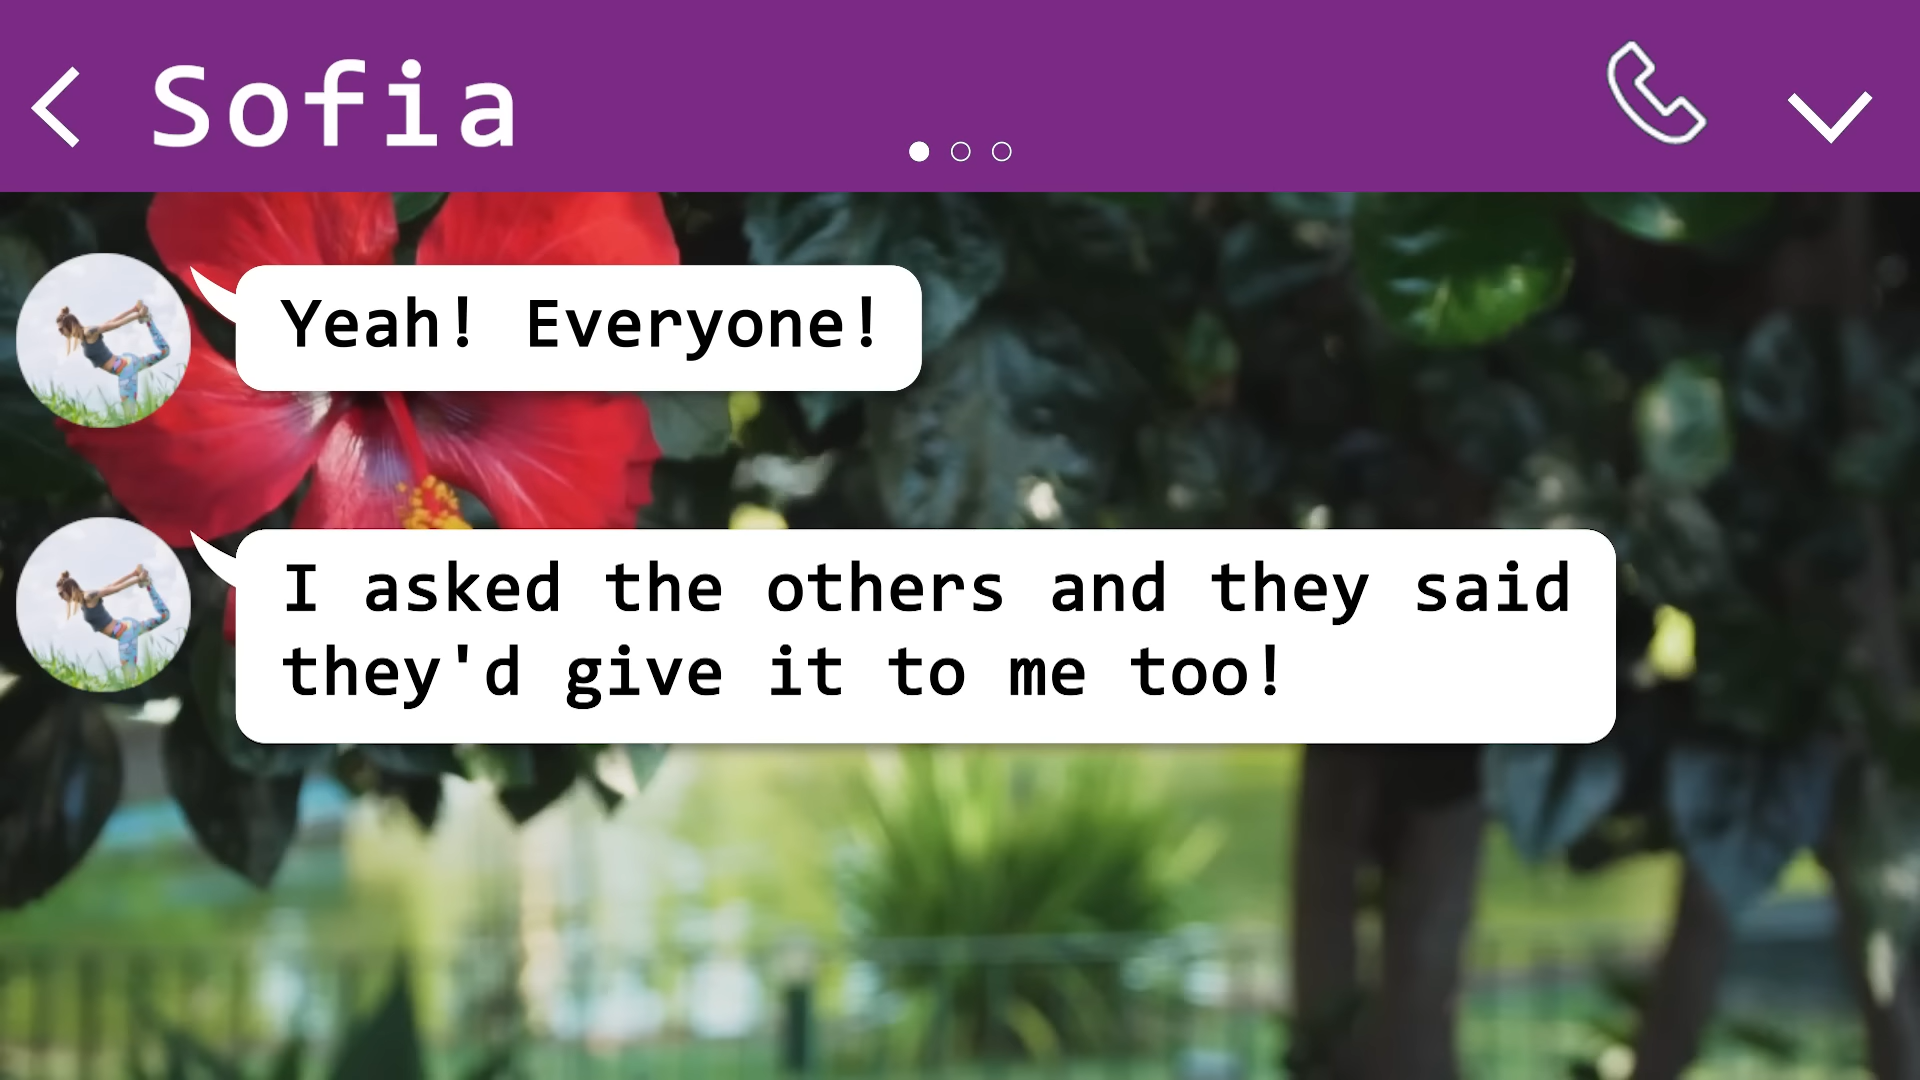 Sofia
Yeah! Everyone!
I asked the others and they said
they'd give it to me too!